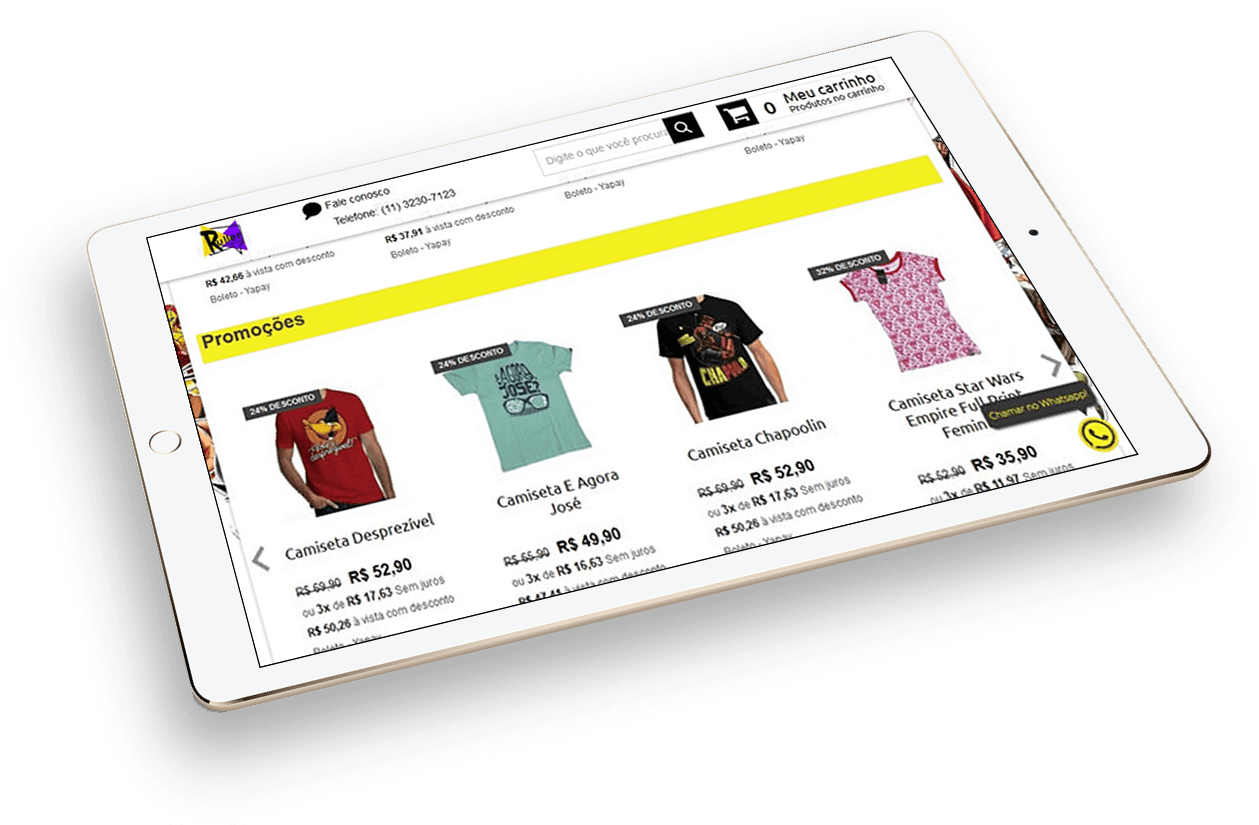 Meu carrinho
0
Produtos no carrinho
Digite o que você procura
Fale conosco
Telefone: (11) 3230-7123
Boleto - Yapay
Boleto - Yapay
R$ 37,91 à vista com desconto
Boleto - Yapay
R$ 42,66 à vista com desconto
Boleto - Yapay
Promoções
24% DESCONTO
Camiseta Desprezível
R$ 69,90 R$ 52,90
ou 3x de R$ 17,63 Sem juros
R$ 50,26 à vista com desconto
Boleto - Yapay
24% DESCONTO
E AGORA
JOSÉ?
Camiseta E Agora
José
R$ 65,90 R$ 49,90
ou 3x de R$ 16,63 Sem juros
R$ 47,41 à vista com desconto
24% DESCONTO
Camiseta Chapoolin
R$ 69,90 R$ 52,90
ou 3x de R$ 17,63 Sem juros
R$ 50,26 à vista com desconto
Boleto - Yapay
32% DESCONTO
Camiseta Star Wars
Empire Full Print
Femin
R$ 52,90 R$ 35,90
ou 3x de R$ 11,97 Sem juros
Chamar no Whatsapp!